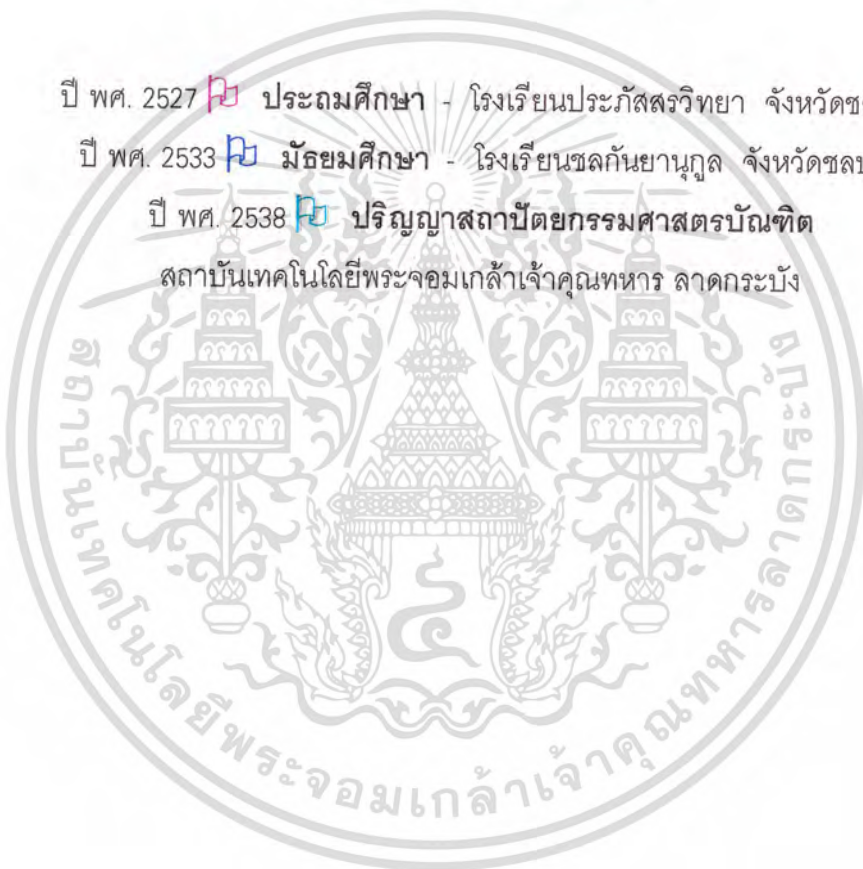 ปี พศ. 2527 ประถมศึกษา - โรงเรียนประภัสสรวิทยา จังหวัดช
ปี พศ. 2533 มัธยมศึกษา - โรงเรียนชลกันยานุกูล จังหวัดชลบ
ปี พศ. 2538 ปริญญาสถาปัตยกรรมศาสตรบัณฑิต
สถาบันเทคโนโลยีพระจอมเกล้าเจ้าคุณทหาร ลาดกระบัง
สถาบันเทคโนโลยีพระจอมเกล้าเจ้าคุณทหารลาดกระบัง